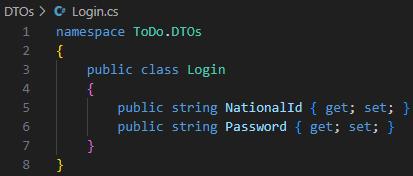 DTOs > Login.cs
1 namespace ToDo.DTOs
2 {
3     public class Login
4     {
5         public string NationalId { get; set; }
6         public string Password { get; set; }
7     }
8 }